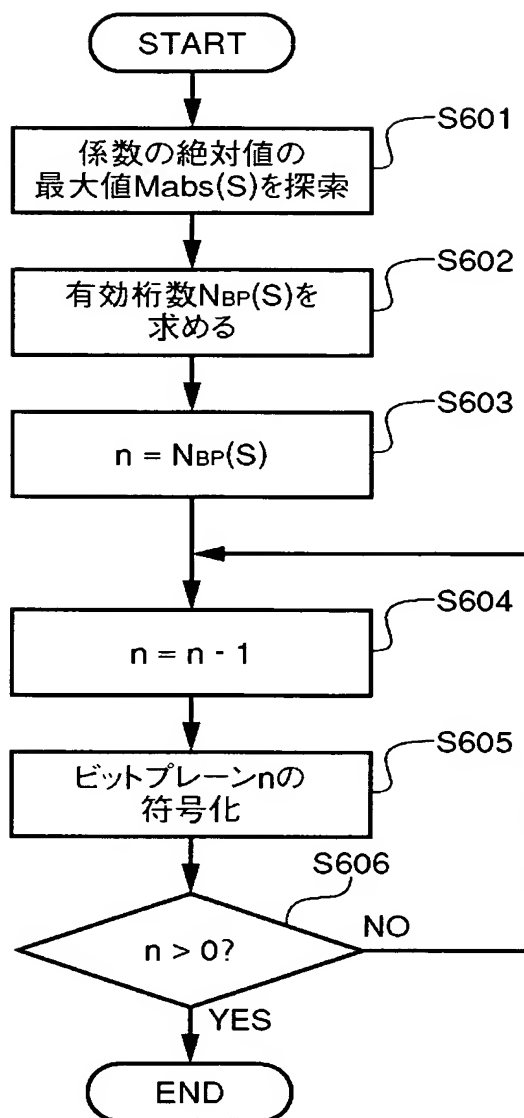 START
S601
係数の絶対値の
最大値Mabs(S)を探索
S602
有効桁数NBP(S)を
求める
S603
n = NBP(S)
S604
n = n - 1
S605
ビットプレーンnの
符号化
S606
n > 0?
NO
YES
END